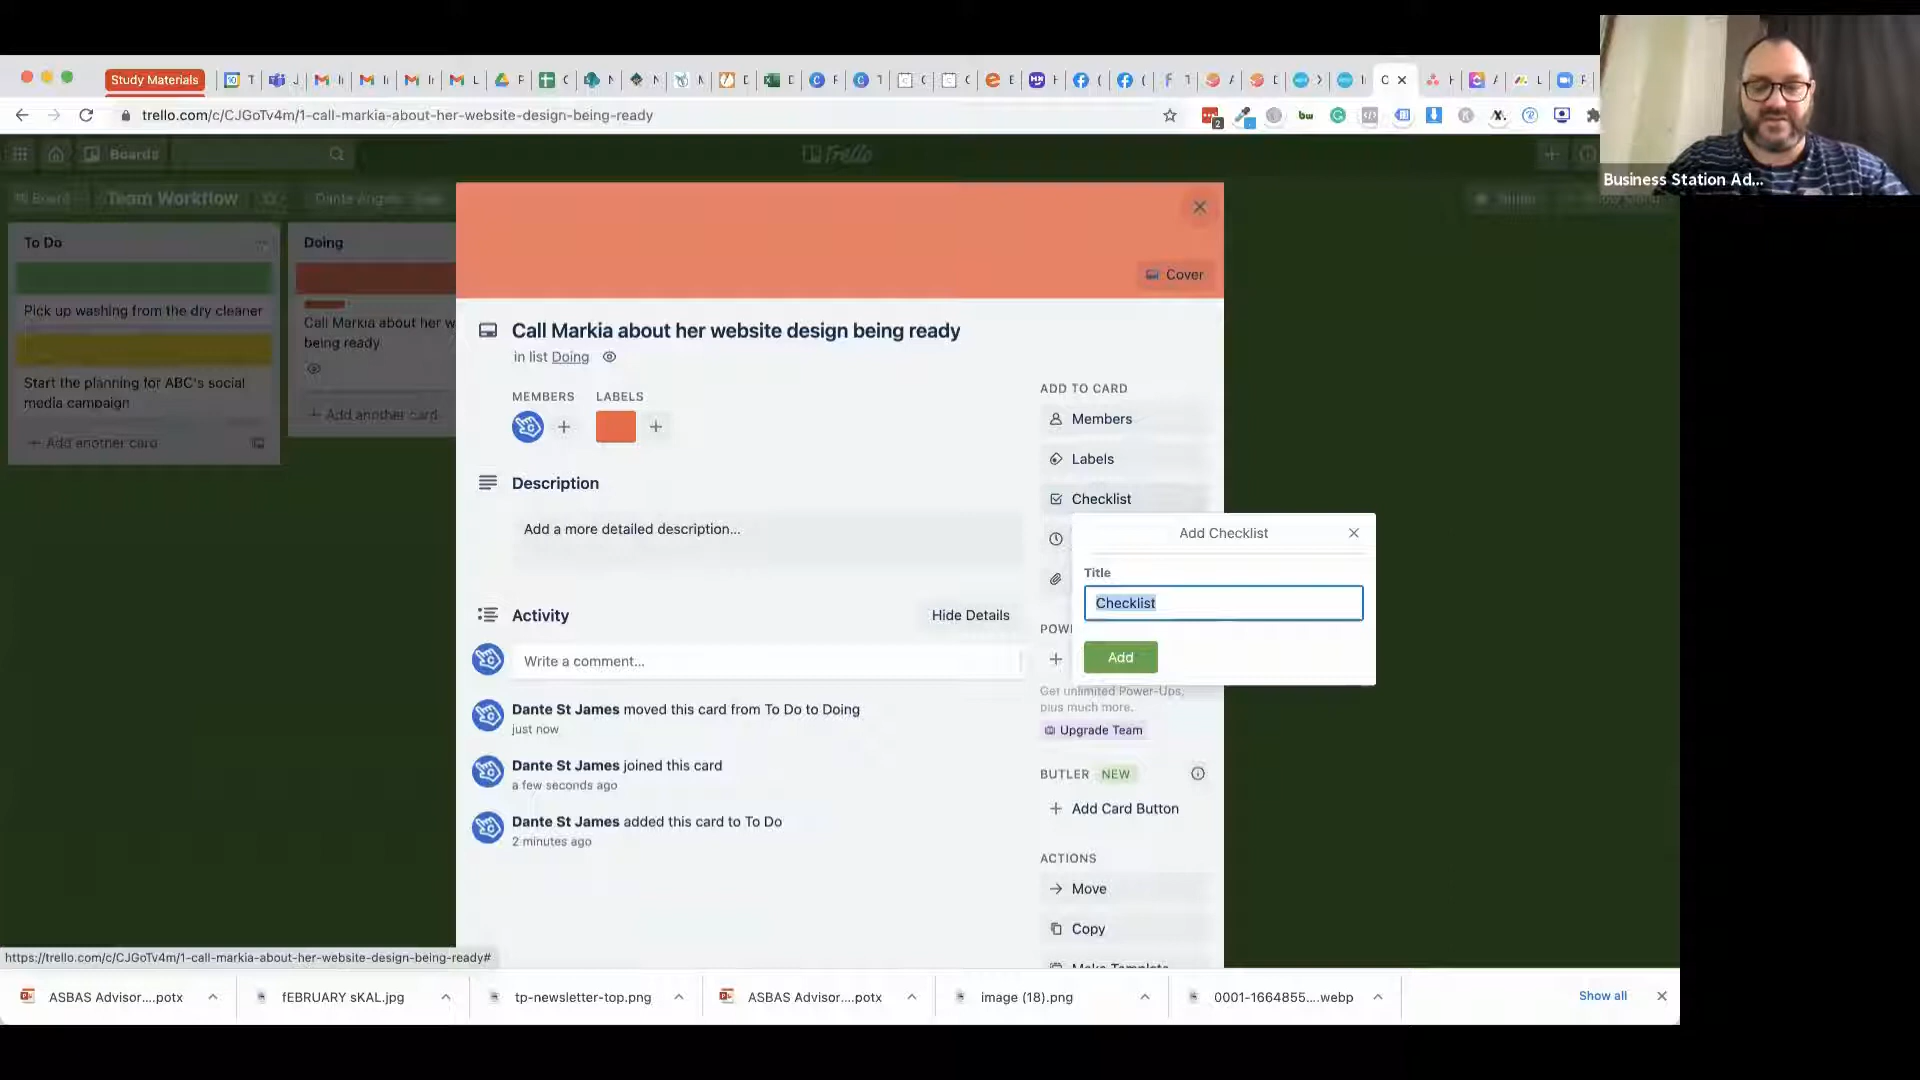 Study Materials
trello.com/c/CJGoTv4m/1-call-markia-about-her-website-design-being-ready
Business Station Ad...
Boards
Trello
Board
Team Workflow
To Do
Pick up washing from the dry cleaner
Start the planning for ABC's social
media campaign
+ Add another card
Doing
Call Markia about her w
being ready
+ Add another card
Cover
Call Markia about her website design being ready
in list Doing
MEMBERS
LABELS
Description
Add a more detailed description...
Activity
Hide Details
Write a comment...
Dante St James moved this card from To Do to Doing
just now
Dante St James joined this card
a few seconds ago
Dante St James added this card to To Do
2 minutes ago
ADD TO CARD
Members
Labels
Checklist
Add Checklist
Title
Checklist
Add
POW
Get unlimited Power-Ups,
plus much more.
Upgrade Team
BUTLER NEW
+ Add Card Button
ACTIONS
Move
Copy
Make Template
https://trello.com/c/CJGoTv4m/1-call-markia-about-her-website-design-being-ready#
ASBAS Advisor....potx
fEBRUARY sKAL.jpg
tp-newsletter-top.png
ASBAS Advisor....potx
image (18).png
0001-1664855....webp
Show all